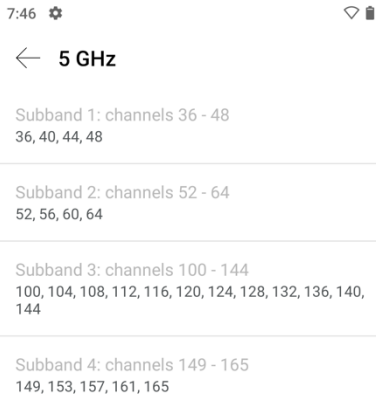 7:46
5 GHz
Subband 1: channels 36 - 48
36, 40, 44, 48
Subband 2: channels 52 - 64
52, 56, 60, 64
Subband 3: channels 100 - 144
100, 104, 108, 112, 116, 120, 124, 128, 132, 136, 140,
144
Subband 4: channels 149 - 165
149, 153, 157, 161, 165